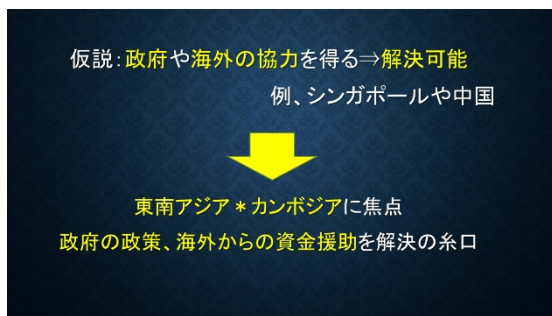 仮説：政府や海外の協力を得る⇒解決可能
例、シンガポールや中国
東南アジア＊カンボジアに焦点
政府の政策、海外からの資金援助を解決の糸口